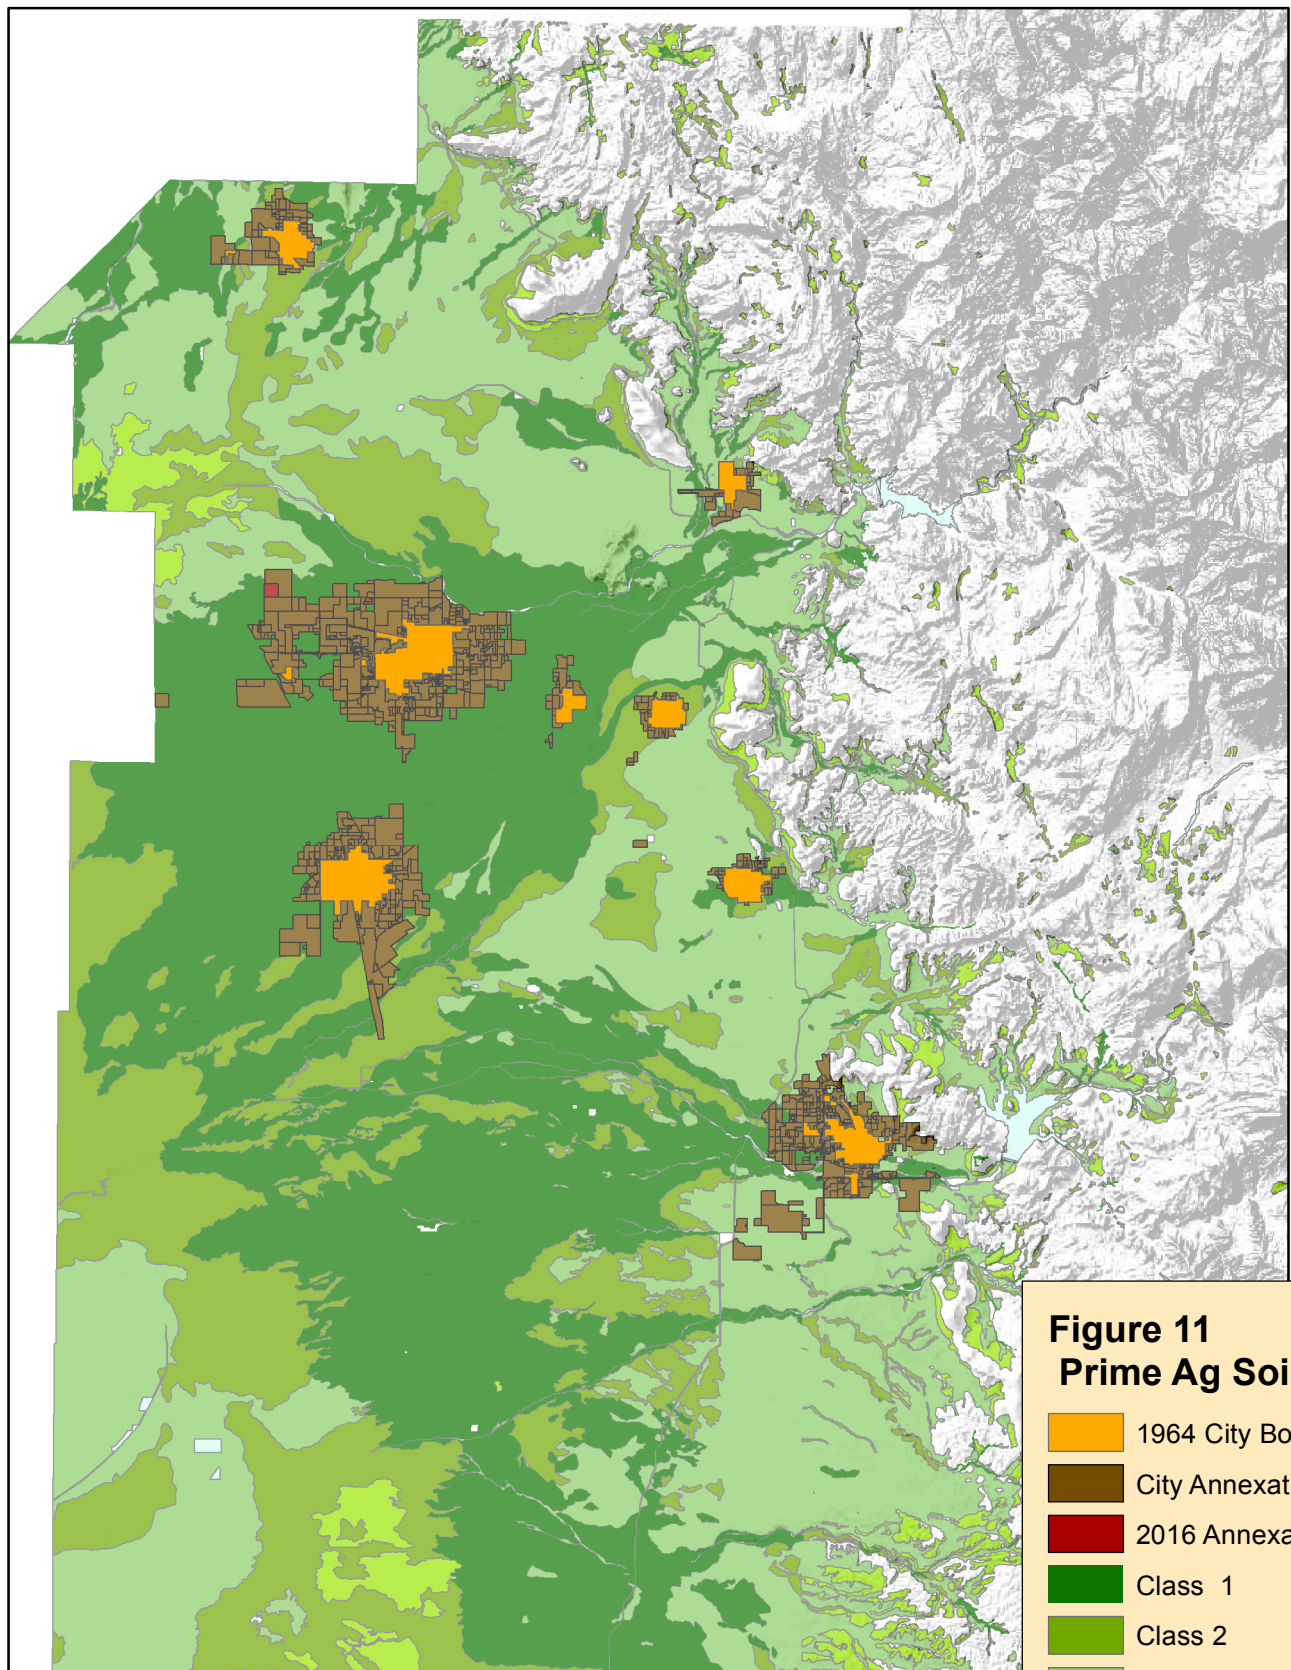 Figure 11
Prime Ag Soi
1964 City Bo
City Annexat
2016 Annexa
Class 1
Class 2